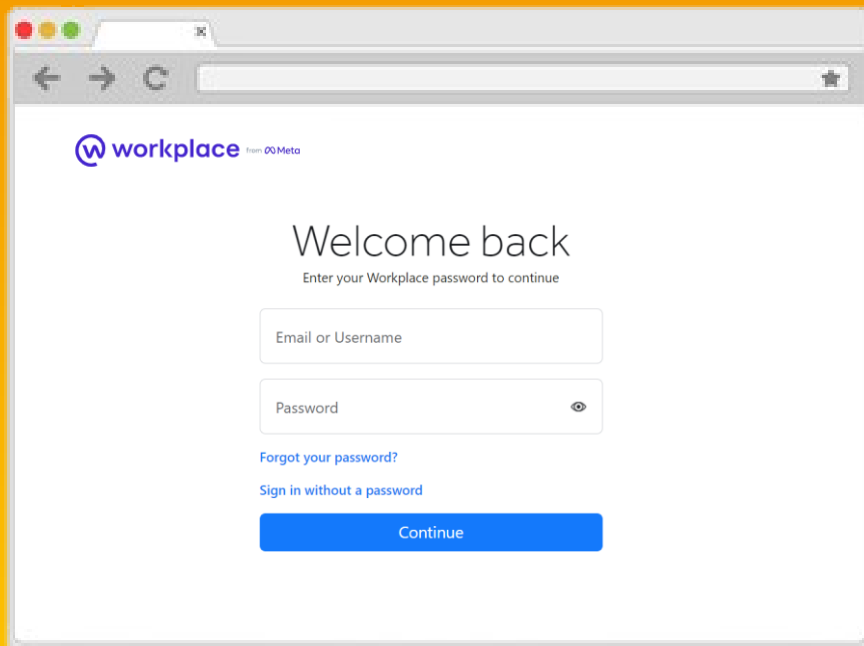 workplace from Meta
Welcome back
Enter your Workplace password to continue
Email or Username
Password
Forgot your password?
Sign in without a password
Continue